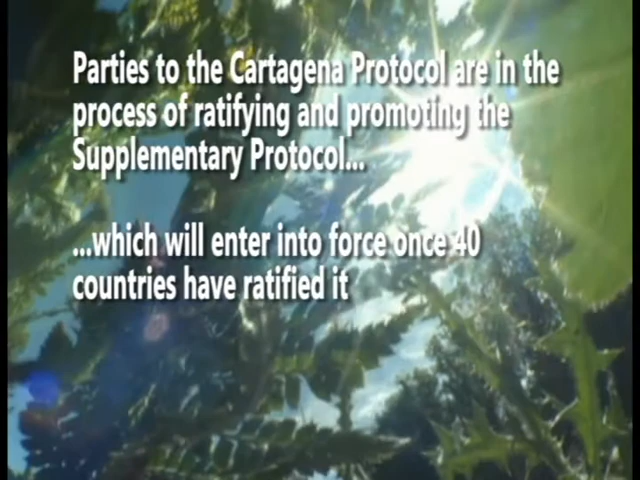 Parties to the Cartagena Protocol are in the
process of ratifying and promoting the
Supplementary Protocol...
...which will enter into force once 40
countries have ratified it